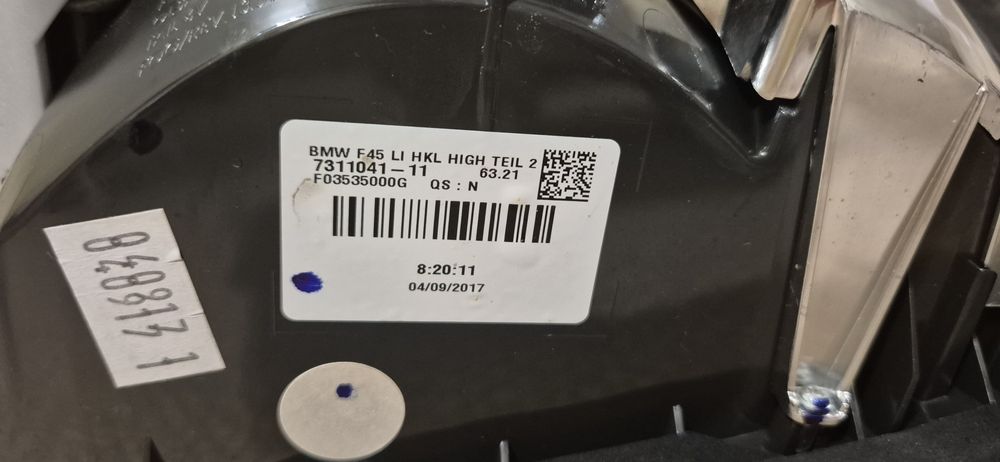 BMW F45 LI HKL HIGH TEIL 2
7311041-11 63.21
F03535000G QS : N
8:20:11
04/09/2017